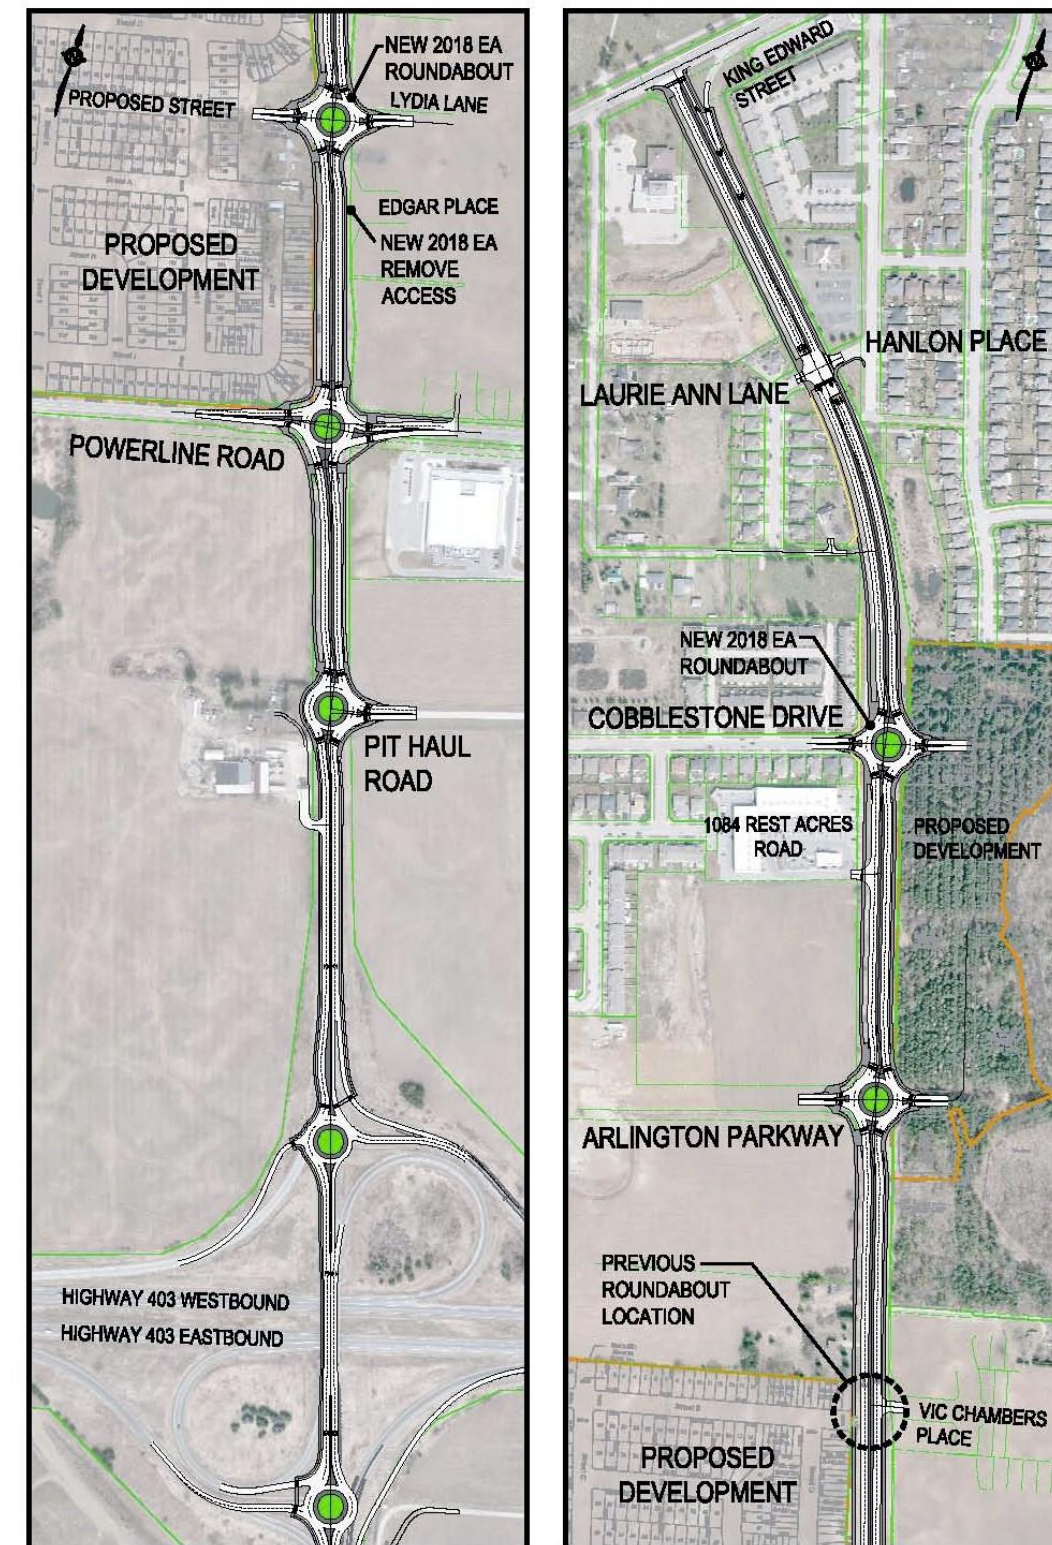 NEW 2018 EA
ROUNDABOUT
LYDIA LANE
PROPOSED STREET
EDGAR PLACE
NEW 2018 EA
REMOVE
ACCESS
PROPOSED
DEVELOPMENT
POWERLINE ROAD
PIT HAUL
ROAD
HIGHWAY 403 WESTBOUND
HIGHWAY 403 EASTBOUND
KING EDWARD
STREET
HANLON PLACE
LAURIE ANN LANE
NEW 2018 EA
ROUNDABOUT
COBBLESTONE DRIVE
1084 REST ACRES
ROAD
PROPOSED
DEVELOPMENT
ARLINGTON PARKWAY
PREVIOUS
ROUNDABOUT
LOCATION
VIC CHAMBERS
PLACE
PROPOSED
DEVELOPMENT